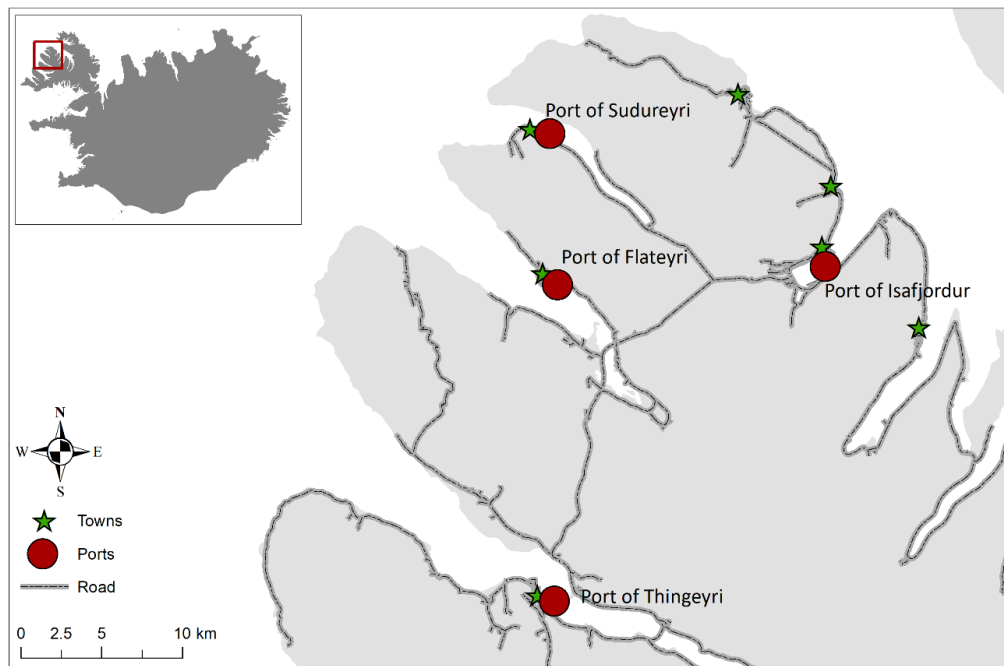 Port of Sudureyri
Port of Flateyri
Port of Isafjordur
N
W E
S
Towns
Ports
Road
Port of Thingeyri
0 2.5 5 10 km